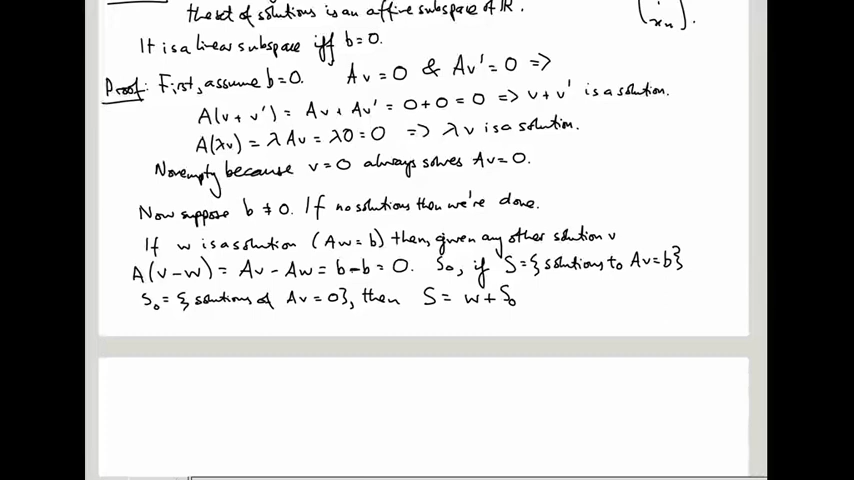 the set of solutions is an affine subspace of ℝ.
( ⋮ xₙ ).
It is a linear subspace iff b=0.
Proof: First, assume b=0. Av=0 & Av'=0 =>
A(v+v') = Av + Av' = 0+0 = 0 => v+v' is a solution.
A(λv) = λAv = λ0 = 0 => λv is a solution.
Nonempty because v=0 always solves Av=0.
Now suppose b≠0. If no solutions then we're done.
If w is a solution (Aw=b) then, given any other solution v
A(v-w) = Av - Aw = b-b = 0. So, if S={solutions to Av=b}
S₀={solutions of Av=0}, then S = w+S₀